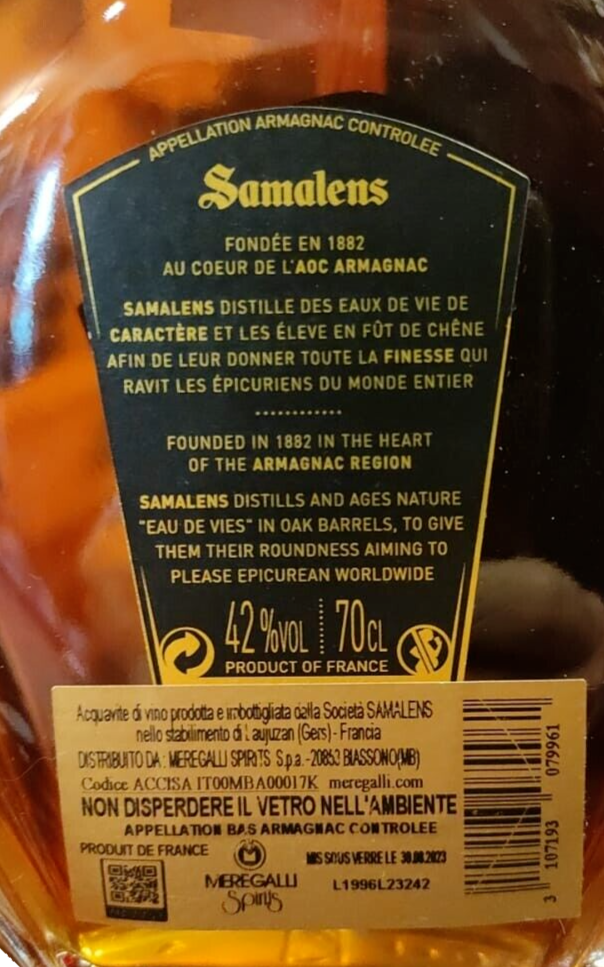 APPELLATION ARMAGNAC CONTROLEE
Samalens
FONDÉE EN 1882
AU COEUR DE L'AOC ARMAGNAC
SAMALENS DISTILLE DES EAUX DE VIE DE
CARACTÈRE ET LES ÉLEVE EN FÛT DE CHÊNE
AFIN DE LEUR DONNER TOUTE LA FINESSE QUI
RAVIT LES ÉPICURIENS DU MONDE ENTIER
FOUNDED IN 1882 IN THE HEART
OF THE ARMAGNAC REGION
SAMALENS DISTILLS AND AGES NATURE
"EAU DE VIES" IN OAK BARRELS, TO GIVE
THEM THEIR ROUNDNESS AIMING TO
PLEASE EPICUREAN WORLDWIDE
42%VOL 70CL
PRODUCT OF FRANCE
Acquavite di vino prodotta e imbottigliata dalla Società SAMALENS
nello stabilimento di Laujuzan (Gers) - Francia
DISTRIBUITO DA: MEREGALLI SPIRITS S.p.a.-20853 BIASSONO(MB)
Codice ACCISA IT00MBA00017K meregalli.com
NON DISPERDERE IL VETRO NELL'AMBIENTE
APPELLATION BAS ARMAGNAC CONTROLEE
PRODUIT DE FRANCE
MIS SOUS VERRE LE 30.08.2023
MEREGALLI
Spirits
L1996L23242
3 107193 079961